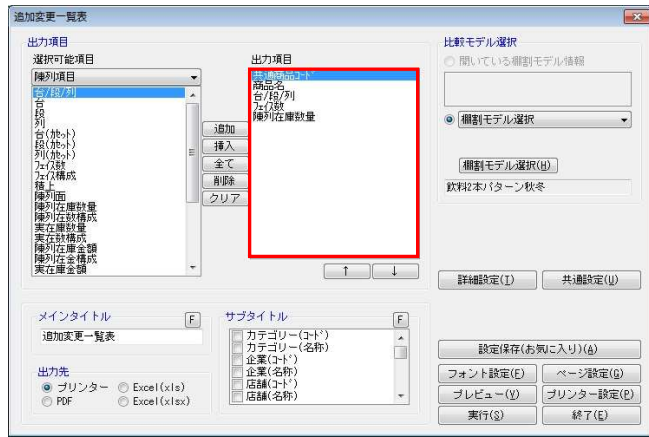 追加変更一覧表
出力項目
選択可能項目
陳列項目
台/段/列
台
段
列
台(ｶｾｯﾄ)
段(ｶｾｯﾄ)
列(ｶｾｯﾄ)
ﾌｪｲｽ数
ﾌｪｲｽ構成
積上
陳列面
陳列在庫数量
陳列在数構成
実在庫数量
実在数構成
陳列在庫金額
陳列在金構成
実在庫金額
追加
挿入
全て
削除
クリア
出力項目
共通商品ｺｰﾄﾞ
商品名
台/段/列
ﾌｪｲｽ数
陳列在庫数量
↑
↓
比較モデル選択
開いている棚割モデル情報
棚割モデル選択
棚割モデル選択(H)
飲料2本パターン秋冬
詳細設定(I)
共通設定(U)
メインタイトル
F
追加変更一覧表
出力先
プリンター
Excel(xls)
PDF
Excel(xlsx)
サブタイトル
F
カテゴリー(ｺｰﾄﾞ)
カテゴリー(名称)
企業(ｺｰﾄﾞ)
企業(名称)
店舗(ｺｰﾄﾞ)
店舗(名称)
設定保存(お気に入り)(A)
フォント設定(F)
ページ設定(G)
プレビュー(V)
プリンター設定(P)
実行(S)
終了(E)